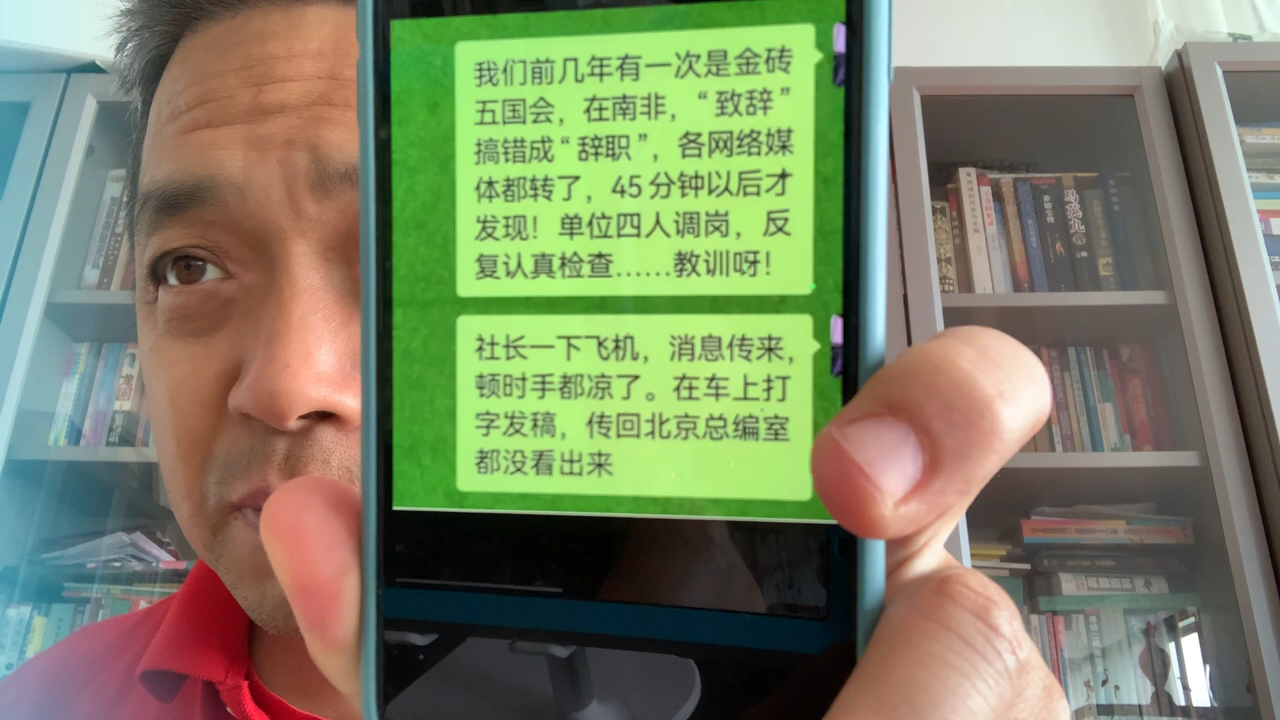 我们前几年有一次是金砖
五国会，在南非，“致辞”
搞错成“辞职”，各网络媒
体都转了，45分钟以后才
发现！单位四人调岗，反
复认真检查……教训呀！
社长一下飞机，消息传来，
顿时手都凉了。在车上打
字发稿，传回北京总编室
都没看出来
马英九